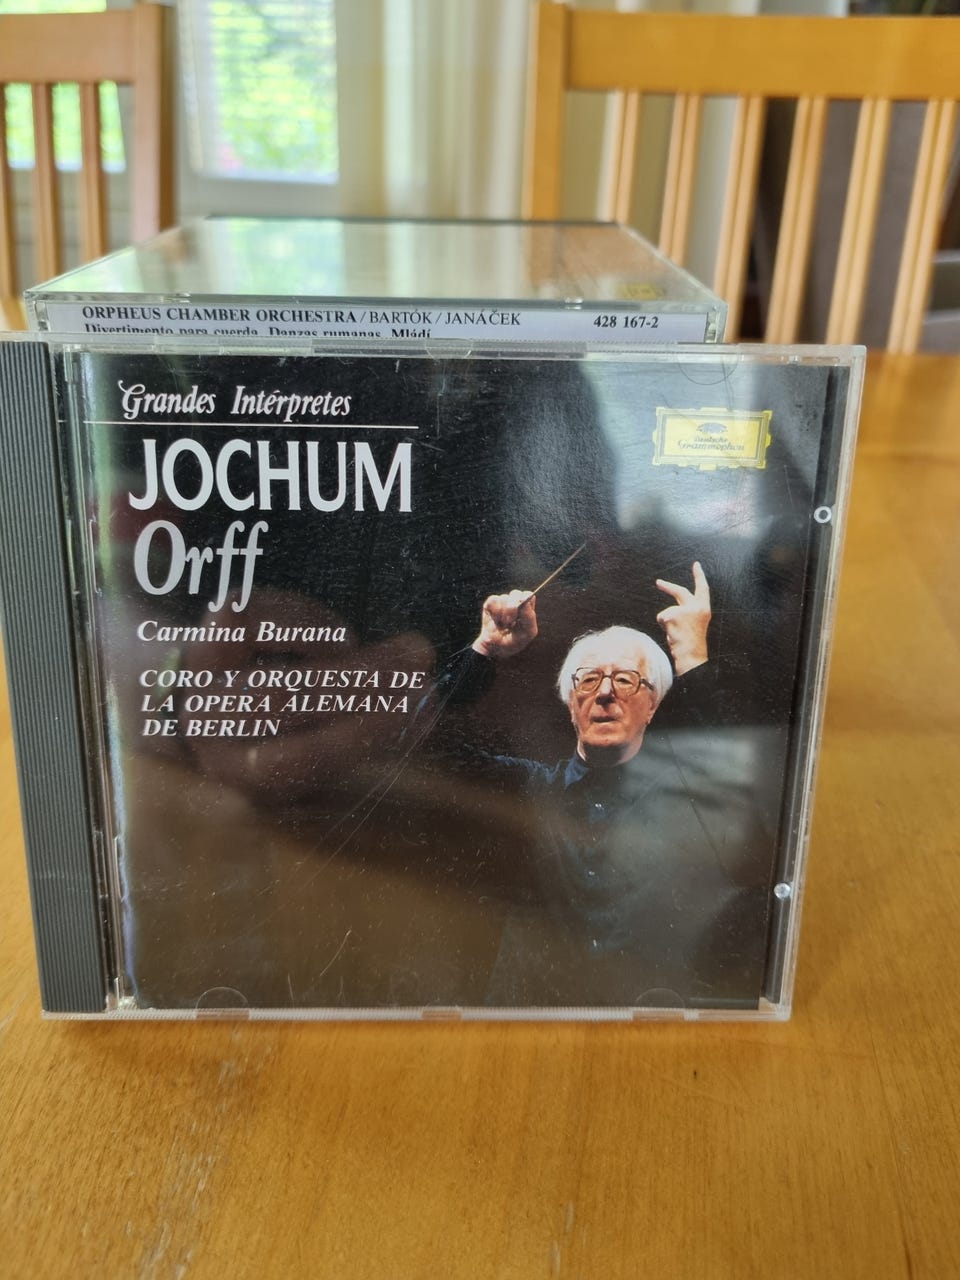 ORPHEUS CHAMBER ORCHESTRA/BARTÓK/JANÁČEK 428 167-2
Divertimento para cuerda. Danzas rumanas. Mládí
Grandes Intérpretes
Deutsche
Grammophon
JOCHUM
Orff
Carmina Burana
CORO Y ORQUESTA DE
LA OPERA ALEMANA
DE BERLIN